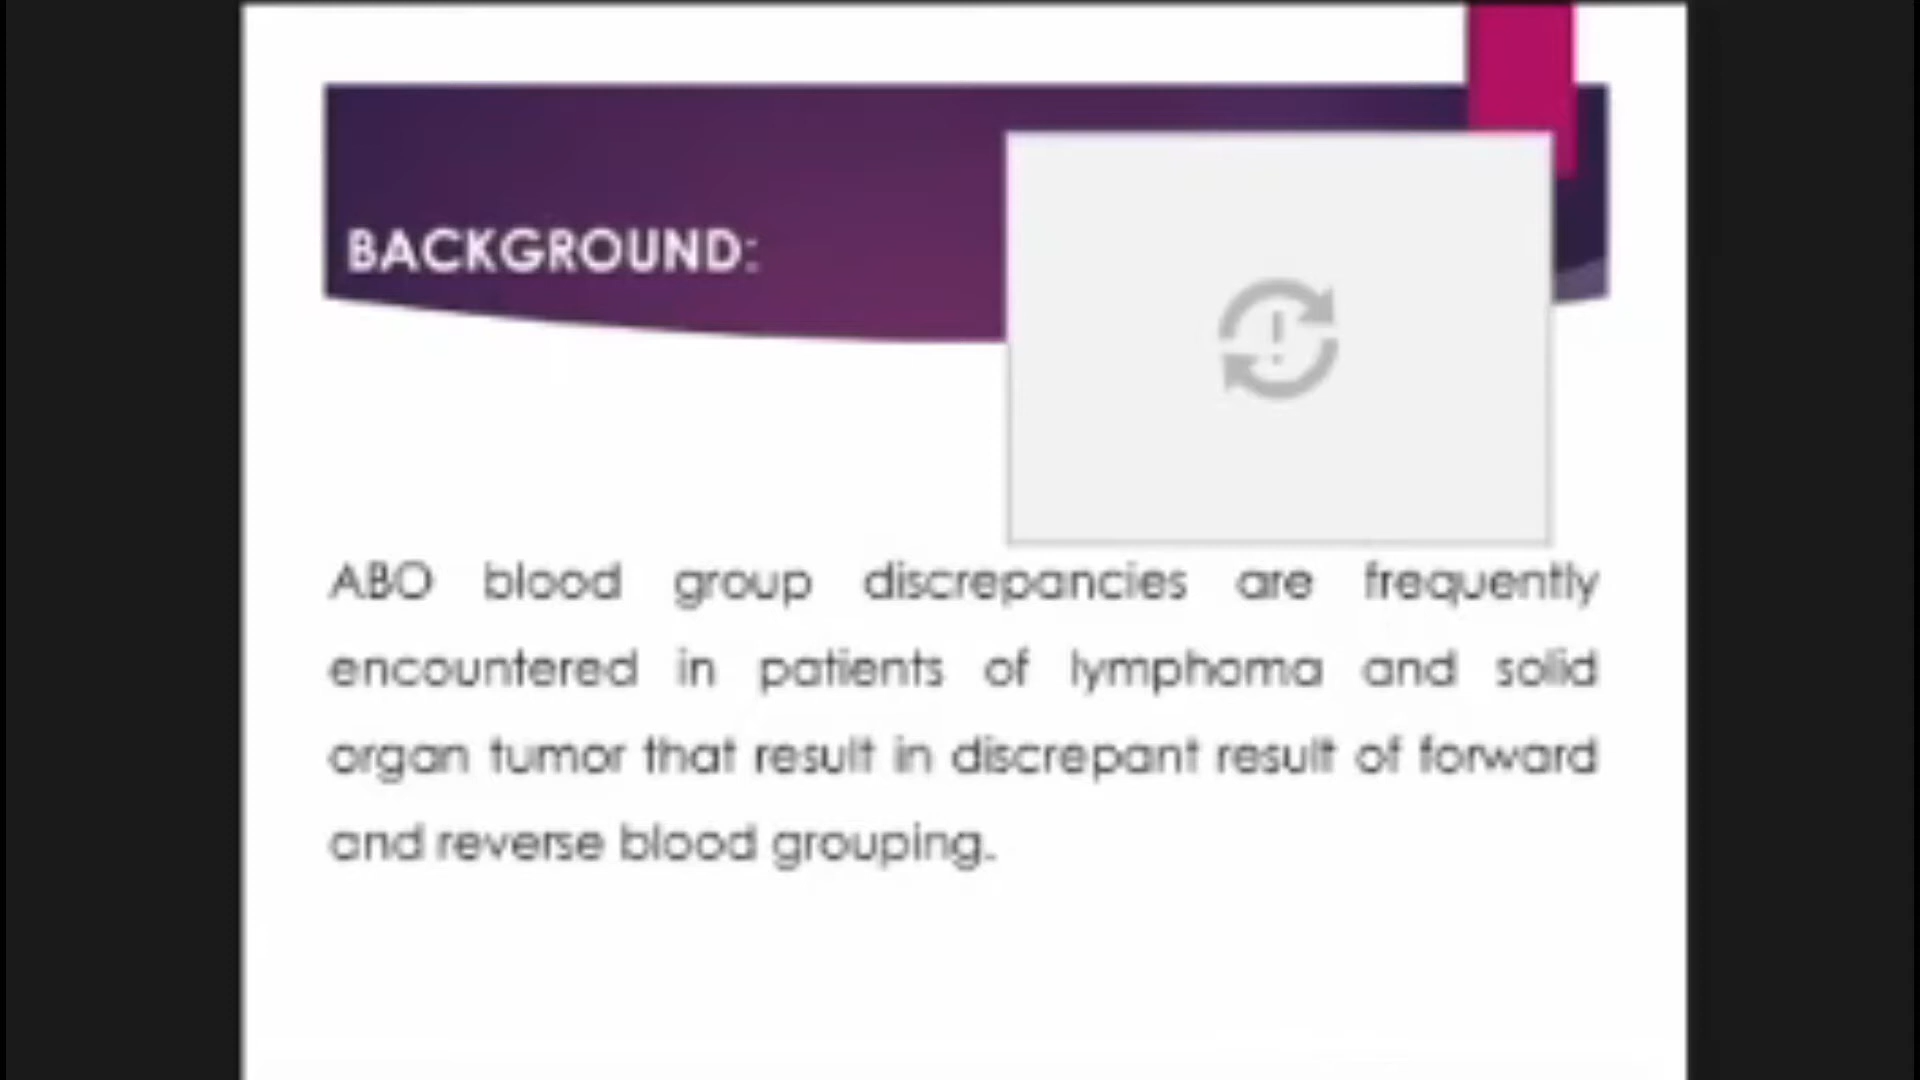 BACKGROUND:
ABO blood group discrepancies are frequently
encountered in patients of lymphoma and solid
organ tumor that result in discrepant result of forward
and reverse blood grouping.